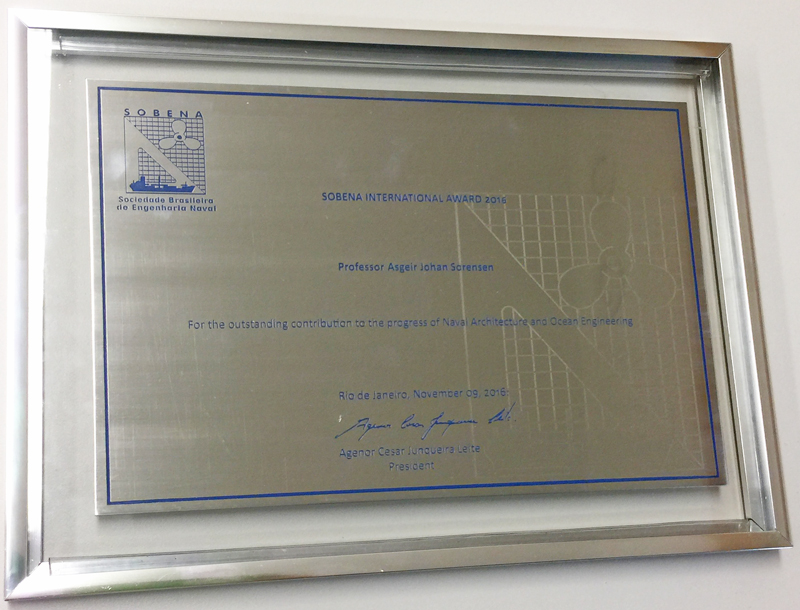 SOBENA
Sociedade Brasileira
de Engenharia Naval
SOBENA INTERNATIONAL AWARD 2016
Professor Asgeir Johan Sorensen
For the outstanding contribution to the progress of Naval Architecture and Ocean Engineering
Rio de Janeiro, November 09, 2016
Agenor Cesar Junqueira Leite
President